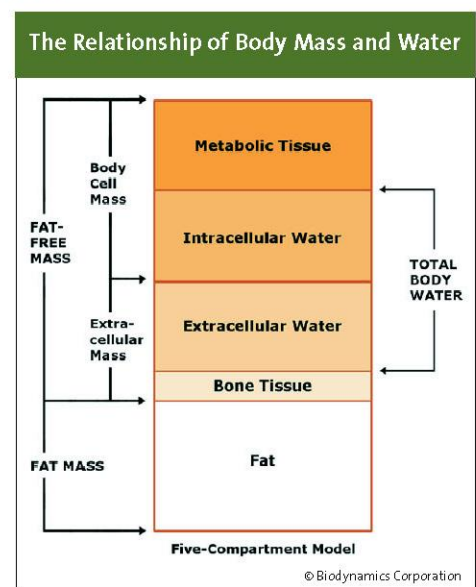 The Relationship of Body Mass and Water
Metabolic Tissue
Body
Cell
Mass
FAT-
FREE
MASS
Intracellular Water
TOTAL
BODY
WATER
Extra-
cellular
Mass
Extracellular Water
Bone Tissue
FAT MASS
Fat
Five-Compartment Model
© Biodynamics Corporation